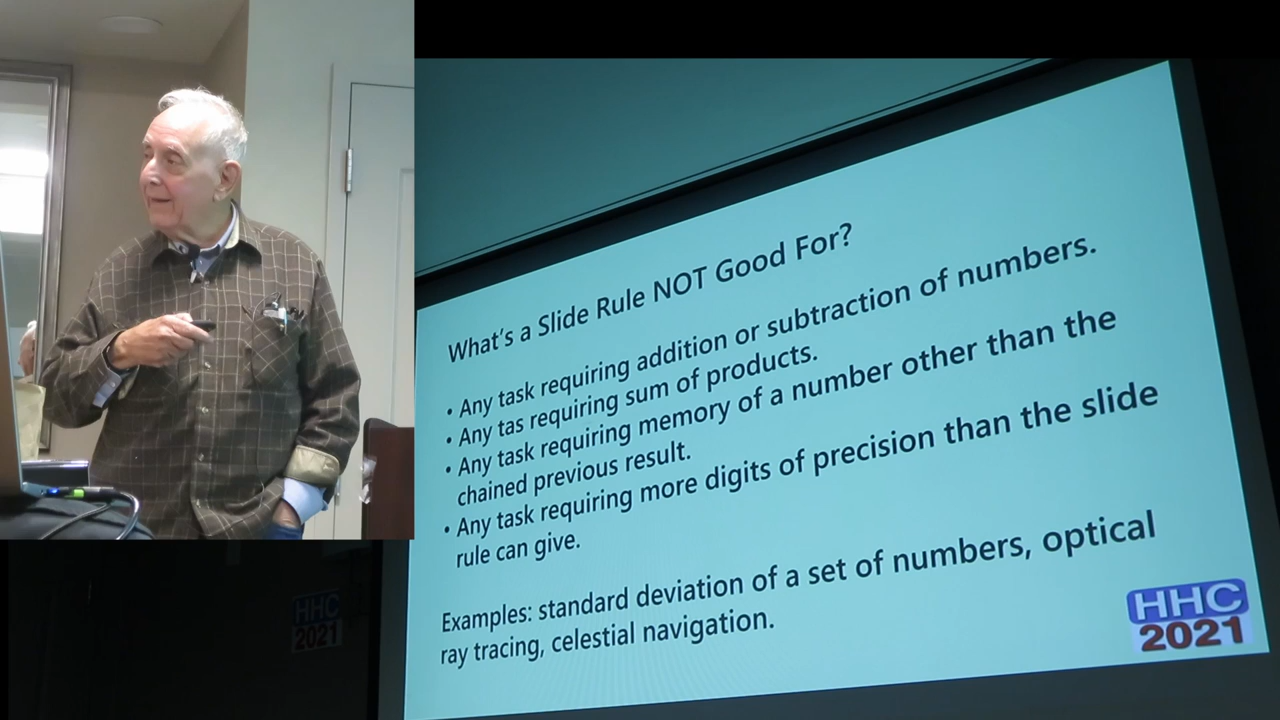 What's a Slide Rule NOT Good For?
• Any task requiring addition or subtraction of numbers.
• Any tas requiring sum of products.
• Any task requiring memory of a number other than the
chained previous result.
• Any task requiring more digits of precision than the slide
rule can give.
Examples: standard deviation of a set of numbers, optical
ray tracing, celestial navigation.
HHC
2021
HHC
2021